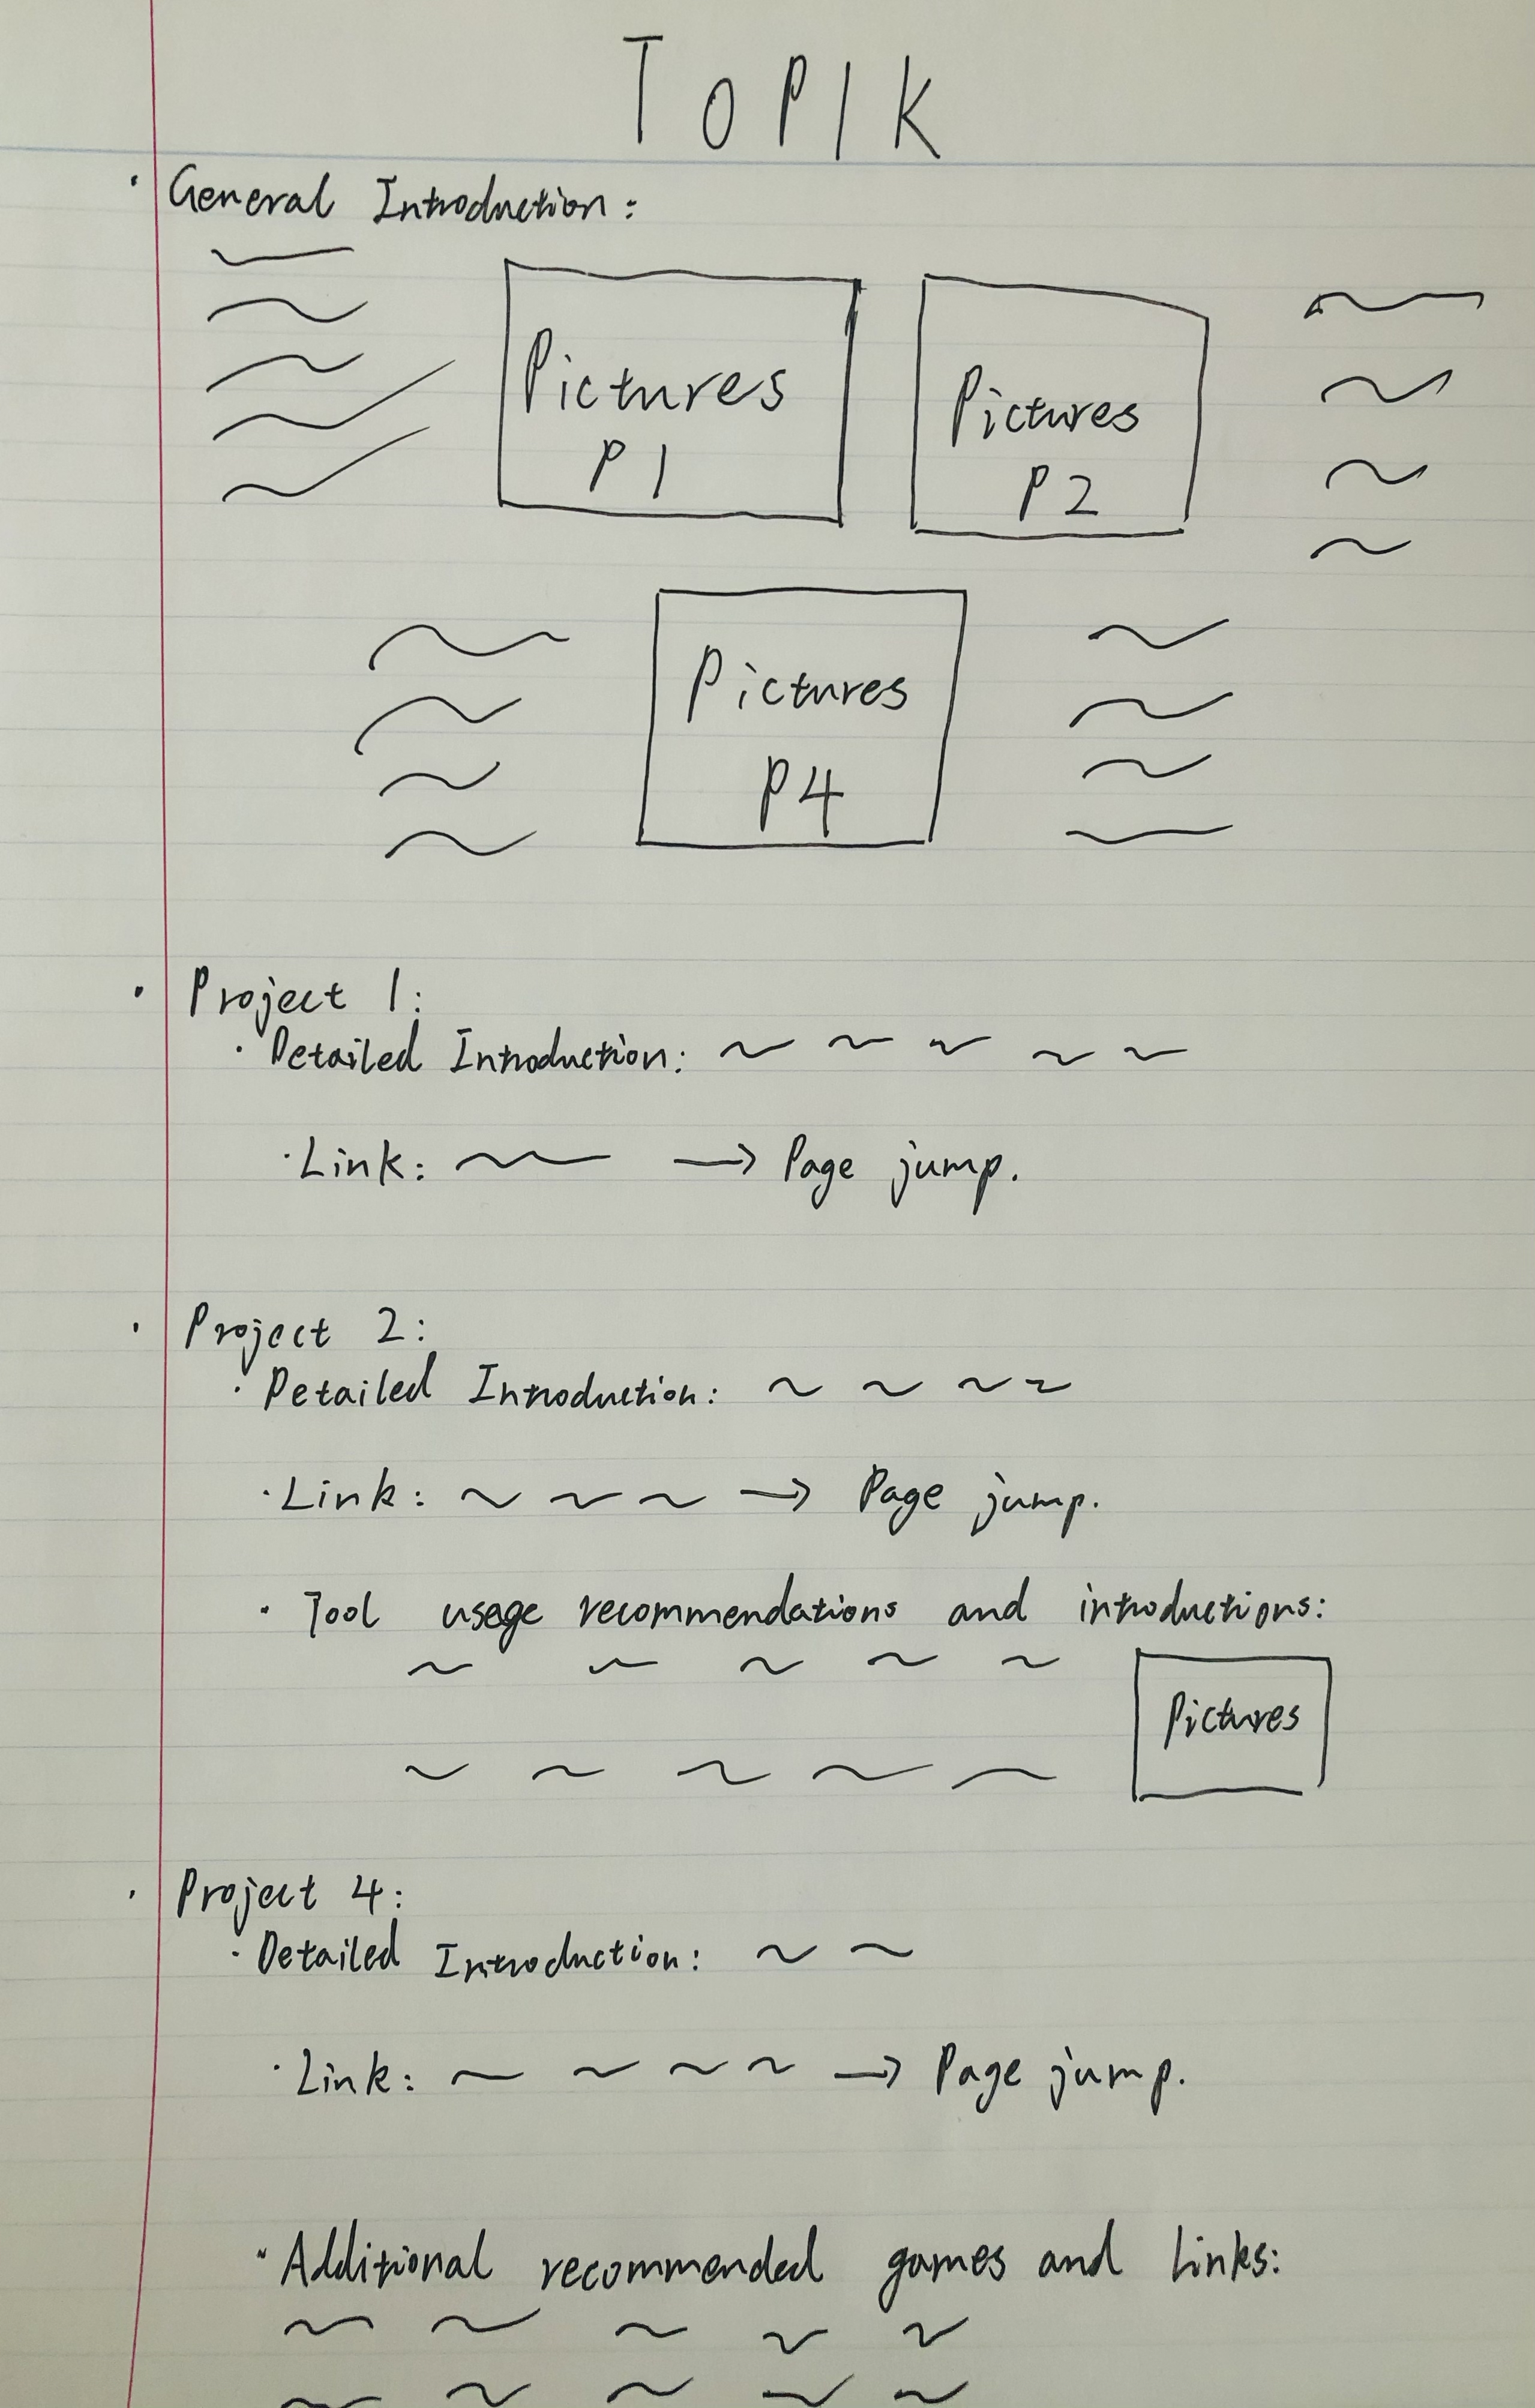 TOPIK
· General Introduction:
Pictures
P1
Pictures
P2
Pictures
P4
· Project 1:
· Detailed Introduction:
· Link: → Page jump.
· Project 2:
· Detailed Introduction:
· Link: → Page jump.
· Tool usage recommendations and introductions:
Pictures
· Project 4:
· Detailed Introduction:
· Link: → Page jump.
· Additional recommended games and links: